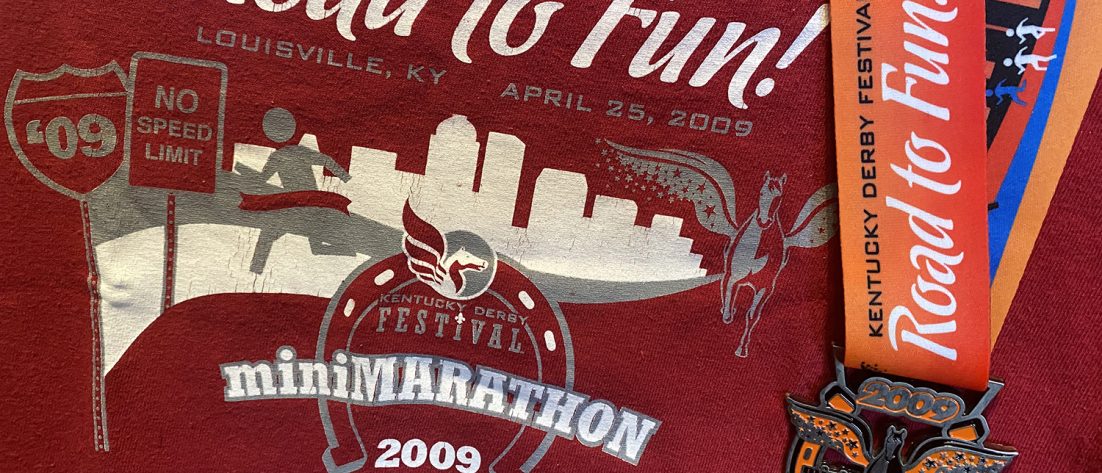 Road to Fun!
LOUISVILLE, KY APRIL 25, 2009
'09
NO
SPEED
LIMIT
KENTUCKY DERBY
FESTIVAL
miniMARATHON
2009
KENTUCKY DERBY FESTIVAL
Road to Fun!
2009